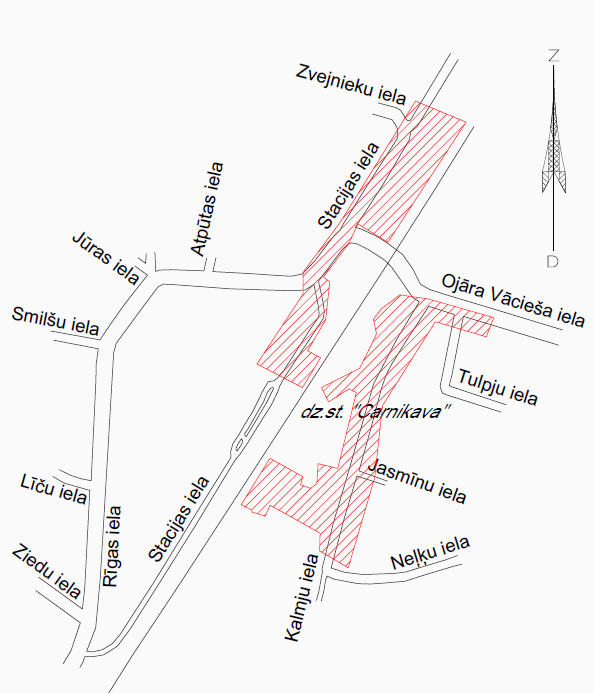 Z
Zvejnieku iela
Stacijas iela
Atpūtas iela
Jūras iela
D
Ojāra Vācieša iela
Smilšu iela
Tulpju iela
dz.st. "Carnikava"
Jasmīnu iela
Līču iela
Stacijas iela
Rīgas iela
Neļķu iela
Ziedu iela
Kalmju iela